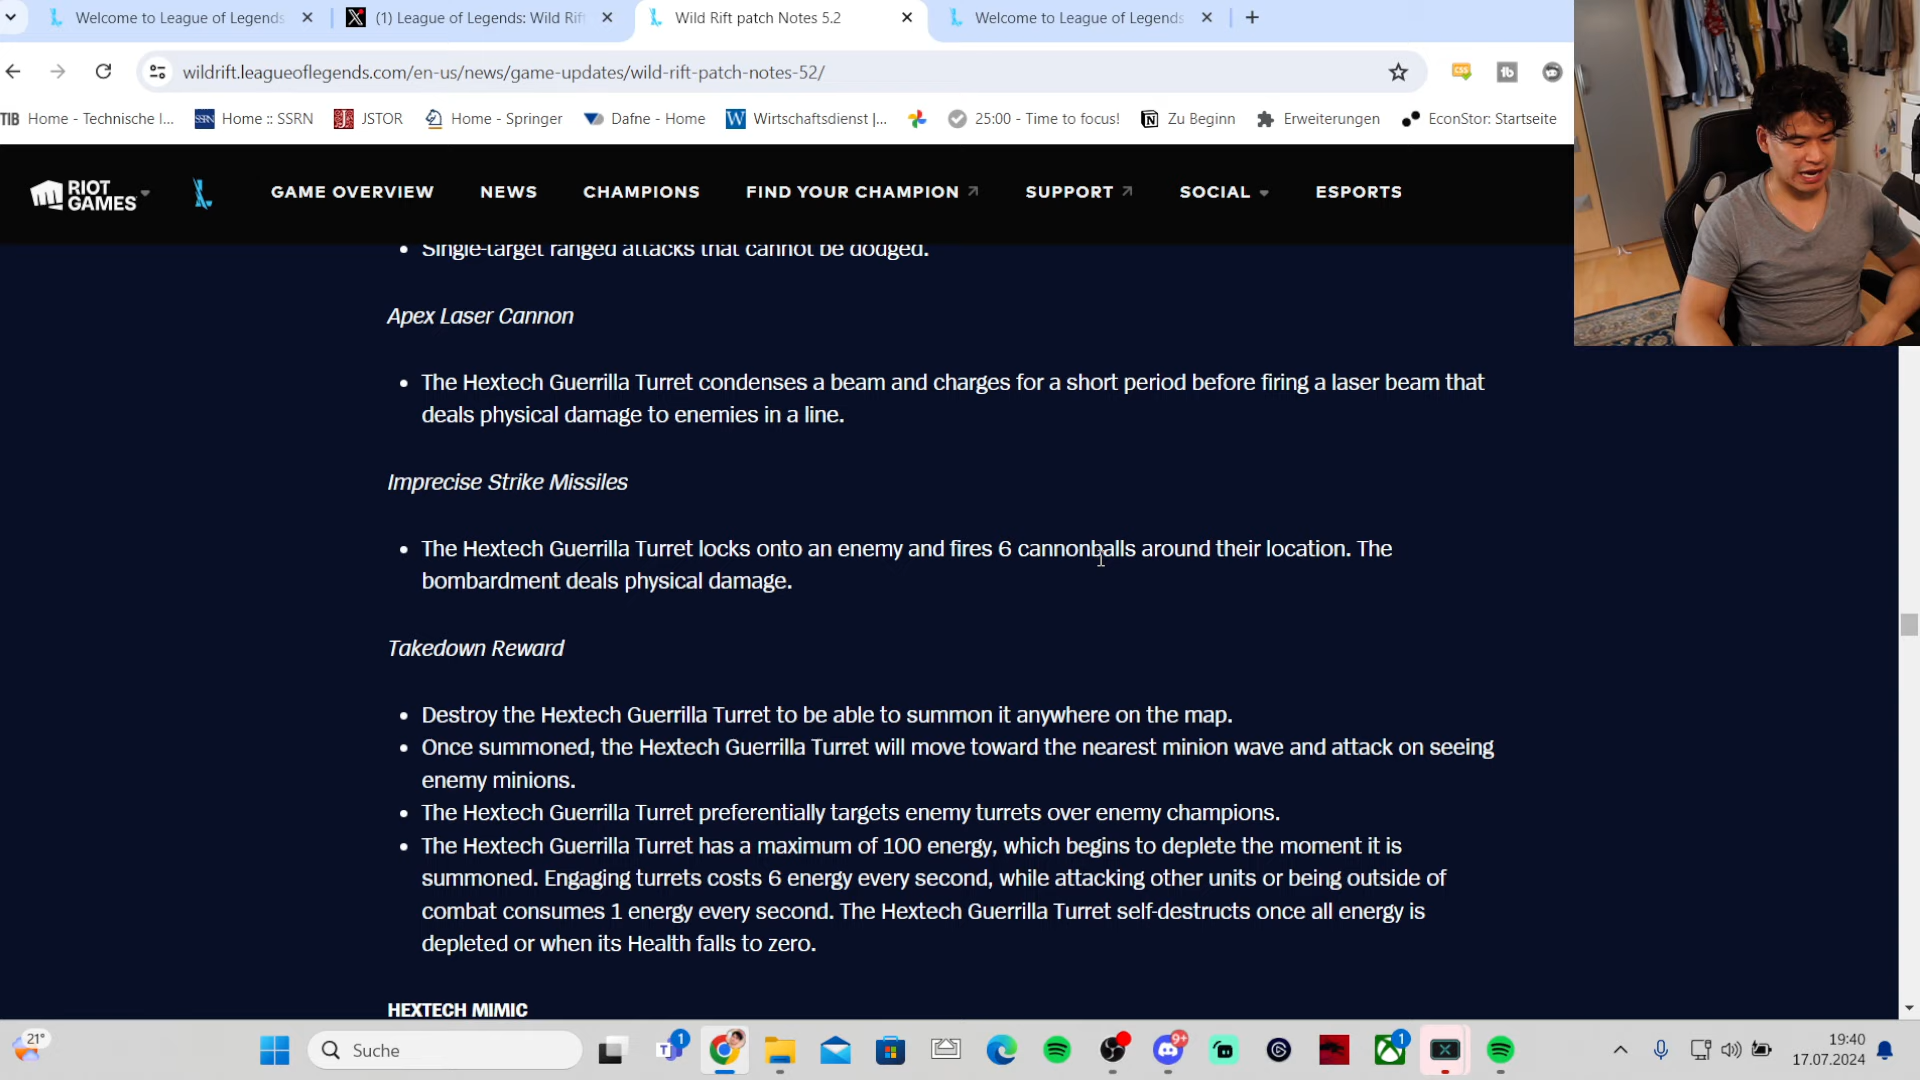 Welcome to League of Legends
(1) League of Legends: Wild Rif
Wild Rift patch Notes 5.2
Welcome to League of Legends
wildrift.leagueoflegends.com/en-us/news/game-updates/wild-rift-patch-notes-52/
TIB Home - Technische I...
SSRN Home :: SSRN
JSTOR
Home - Springer
Dafne - Home
W Wirtschaftsdienst |...
25:00 - Time to focus!
Zu Beginn
Erweiterungen
EconStor: Startseite
RIOT
GAMES
GAME OVERVIEW
NEWS
CHAMPIONS
FIND YOUR CHAMPION
SUPPORT
SOCIAL
ESPORTS
• Single-target ranged attacks that cannot be dodged.
Apex Laser Cannon
• The Hextech Guerrilla Turret condenses a beam and charges for a short period before firing a laser beam that
deals physical damage to enemies in a line.
Imprecise Strike Missiles
• The Hextech Guerrilla Turret locks onto an enemy and fires 6 cannonballs around their location. The
bombardment deals physical damage.
Takedown Reward
• Destroy the Hextech Guerrilla Turret to be able to summon it anywhere on the map.
• Once summoned, the Hextech Guerrilla Turret will move toward the nearest minion wave and attack on seeing
enemy minions.
• The Hextech Guerrilla Turret preferentially targets enemy turrets over enemy champions.
• The Hextech Guerrilla Turret has a maximum of 100 energy, which begins to deplete the moment it is
summoned. Engaging turrets costs 6 energy every second, while attacking other units or being outside of
combat consumes 1 energy every second. The Hextech Guerrilla Turret self-destructs once all energy is
depleted or when its Health falls to zero.
HEXTECH MIMIC
21°
Suche
1
9+
1
19:40
17.07.2024